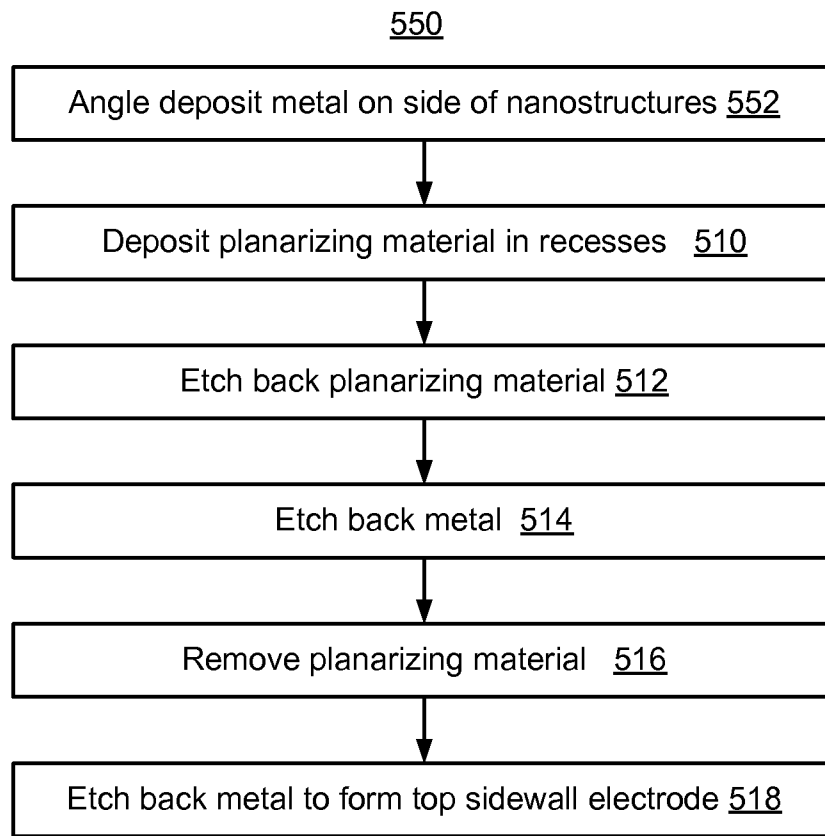 550
Angle deposit metal on side of nanostructures 552
Deposit planarizing material in recesses 510
Etch back planarizing material 512
Etch back metal 514
Remove planarizing material 516
Etch back metal to form top sidewall electrode 518